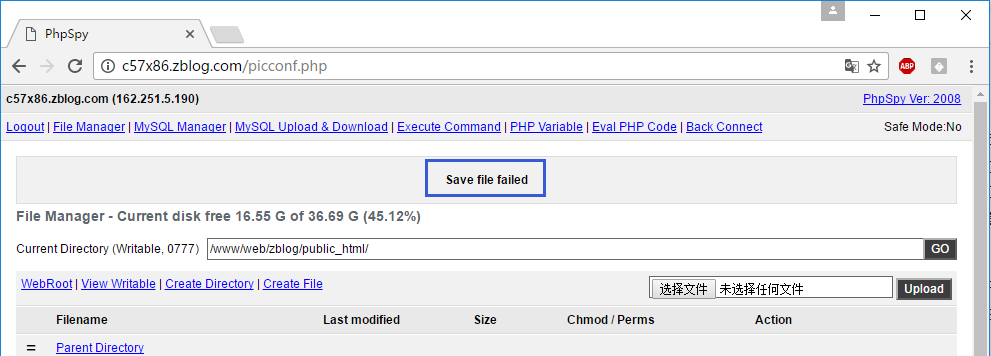 PhpSpy
c57x86.zblog.com/picconf.php
ABP
c57x86.zblog.com (162.251.5.190)
PhpSpy Ver: 2008
Logout | File Manager | MySQL Manager | MySQL Upload & Download | Execute Command | PHP Variable | Eval PHP Code | Back Connect
Safe Mode:No
Save file failed
File Manager - Current disk free 16.55 G of 36.69 G (45.12%)
Current Directory (Writable, 0777) /www/web/zblog/public_html/ GO
WebRoot | View Writable | Create Directory | Create File
选择文件 未选择任何文件 Upload
Filename Last modified Size Chmod / Perms Action
= Parent Directory